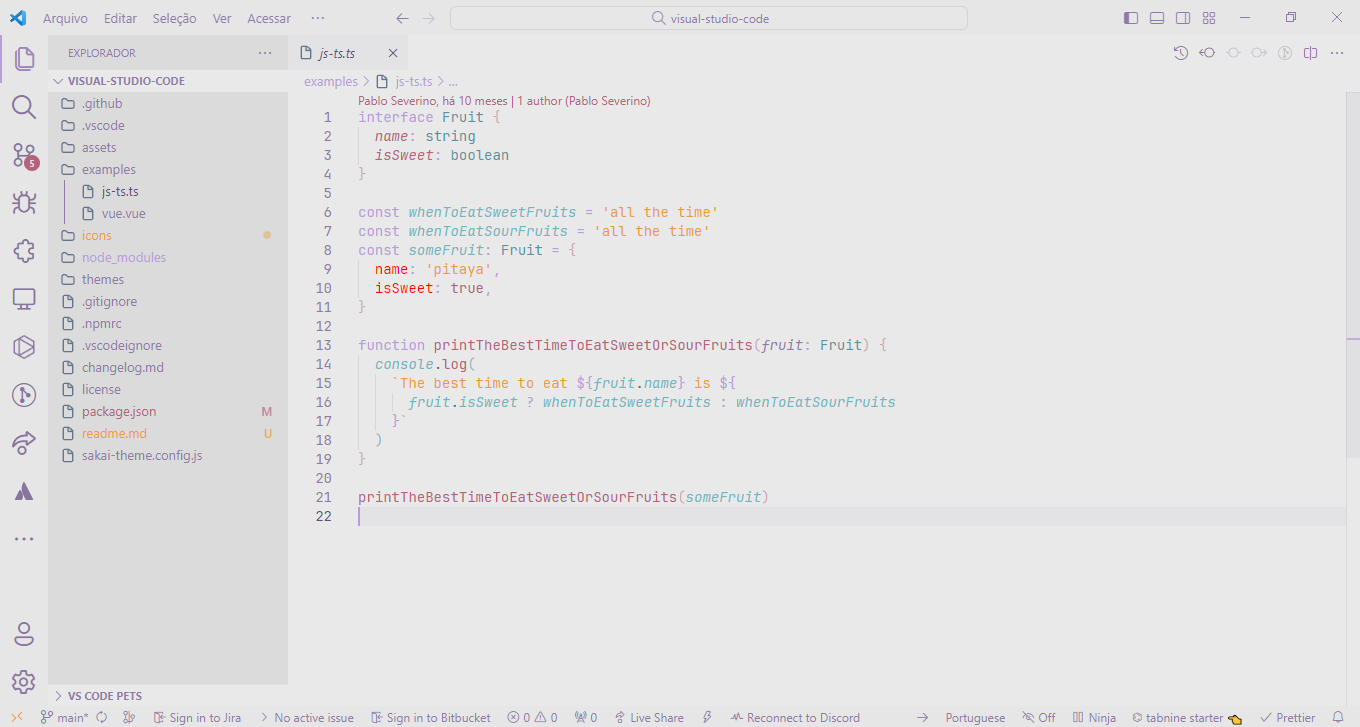 Arquivo Editar Seleção Ver Acessar ··· visual-studio-code
EXPLORADOR ···
js-ts.ts
VISUAL-STUDIO-CODE
.github
.vscode
assets
examples
js-ts.ts
vue.vue
icons
node_modules
themes
.gitignore
.npmrc
.vscodeignore
changelog.md
license
package.json M
readme.md U
sakai-theme.config.js
VS CODE PETS
5
examples > js-ts.ts > ...
Pablo Severino, há 10 meses | 1 author (Pablo Severino)
1 interface Fruit {
2 name: string
3 isSweet: boolean
4 }
5
6 const whenToEatSweetFruits = 'all the time'
7 const whenToEatSourFruits = 'all the time'
8 const someFruit: Fruit = {
9 name: 'pitaya',
10 isSweet: true,
11 }
12
13 function printTheBestTimeToEatSweetOrSourFruits(fruit: Fruit) {
14 console.log(
15 `The best time to eat ${fruit.name} is ${
16 fruit.isSweet ? whenToEatSweetFruits : whenToEatSourFruits
17 }`
18 )
19 }
20
21 printTheBestTimeToEatSweetOrSourFruits(someFruit)
22
main* Sign in to Jira No active issue Sign in to Bitbucket 0 0 0 Live Share Reconnect to Discord Portuguese Off Ninja tabnine starter Prettier